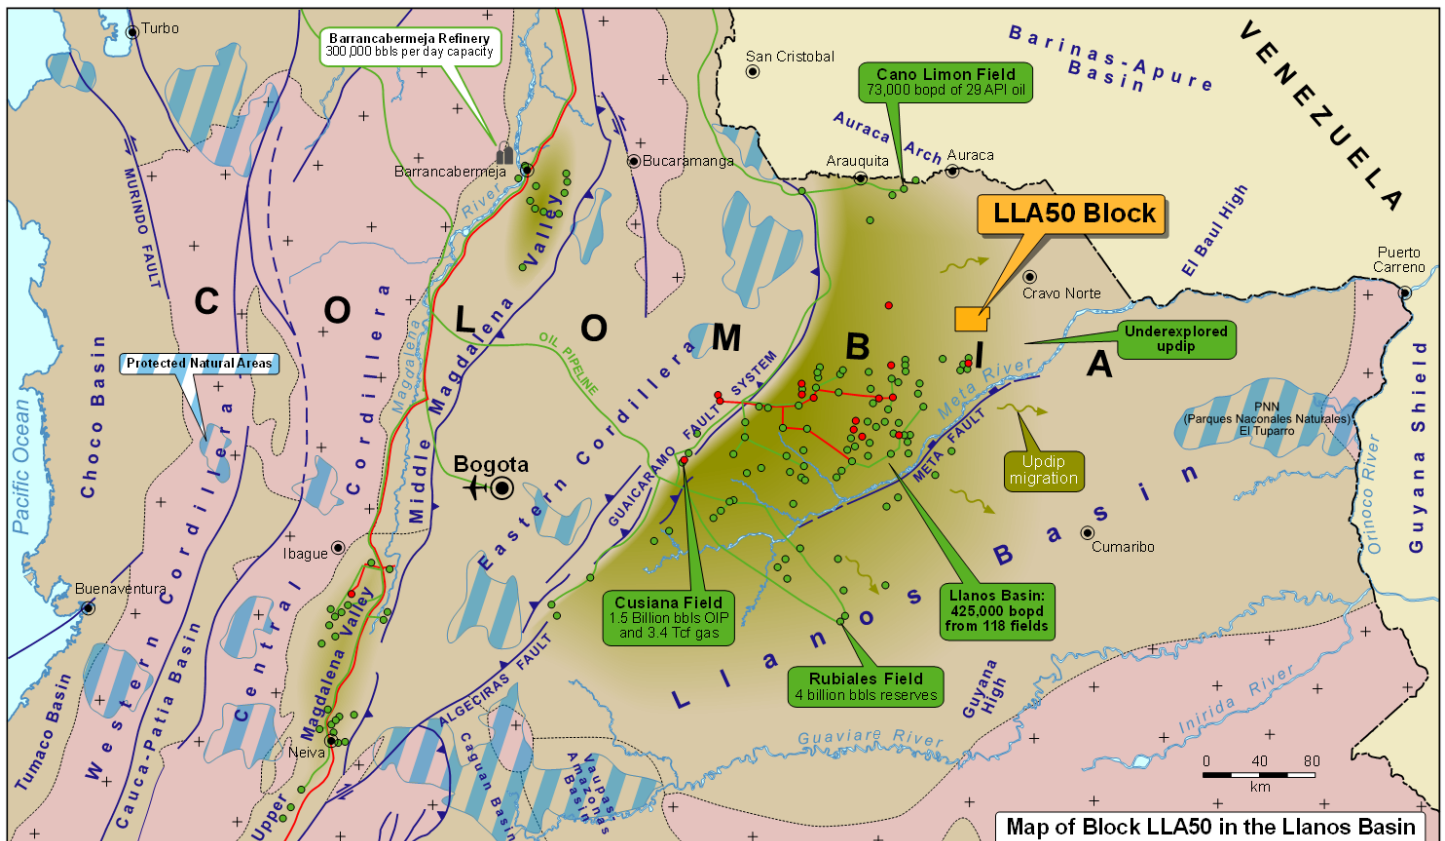 Turbo
Barrancabermeja Refinery
300,000 bbls per day capacity
San Cristobal
Barinas-Apure
Basin
VENEZUELA
Cano Limon Field
73,000 bopd of 29 API oil
Auraca Arch
Arauquita
Auraca
Bucaramanga
Barrancabermeja
MURINDO FAULT
River
Valley
LLA50 Block
El Baul High
Puerto
Carreno
Cravo Norte
COLOMBIA
OIL PIPELINE
Underexplored
updip
Protected Natural Areas
Magdalena
Middle Magdalena
Choco Basin
Pacific Ocean
Western Cordillera
Central Cordillera
Eastern Cordillera
GUAICARAMO FAULT SYSTEM
Meta River
META FAULT
PNN
(Parques Naconales Naturales)
El Tuparro
Guyana Shield
Orinoco River
Bogota
Updip
migration
Llanos Basin
Cumaribo
Ibague
Buenaventura
Cusiana Field
1.5 Billion bbls OIP
and 3.4 Tcf gas
Llanos Basin:
425,000 bopd
from 118 fields
Rubiales Field
4 billion bbls reserves
Guyana
High
Magdalena Valley
Upper
Neiva
ALGECIRAS FAULT
Tumaco Basin
Cauca-Patia Basin
Caguan Basin
Vaupas
Amazonas
Basin
Guaviare River
Inirida River
0 40 80
km
Map of Block LLA50 in the Llanos Basin